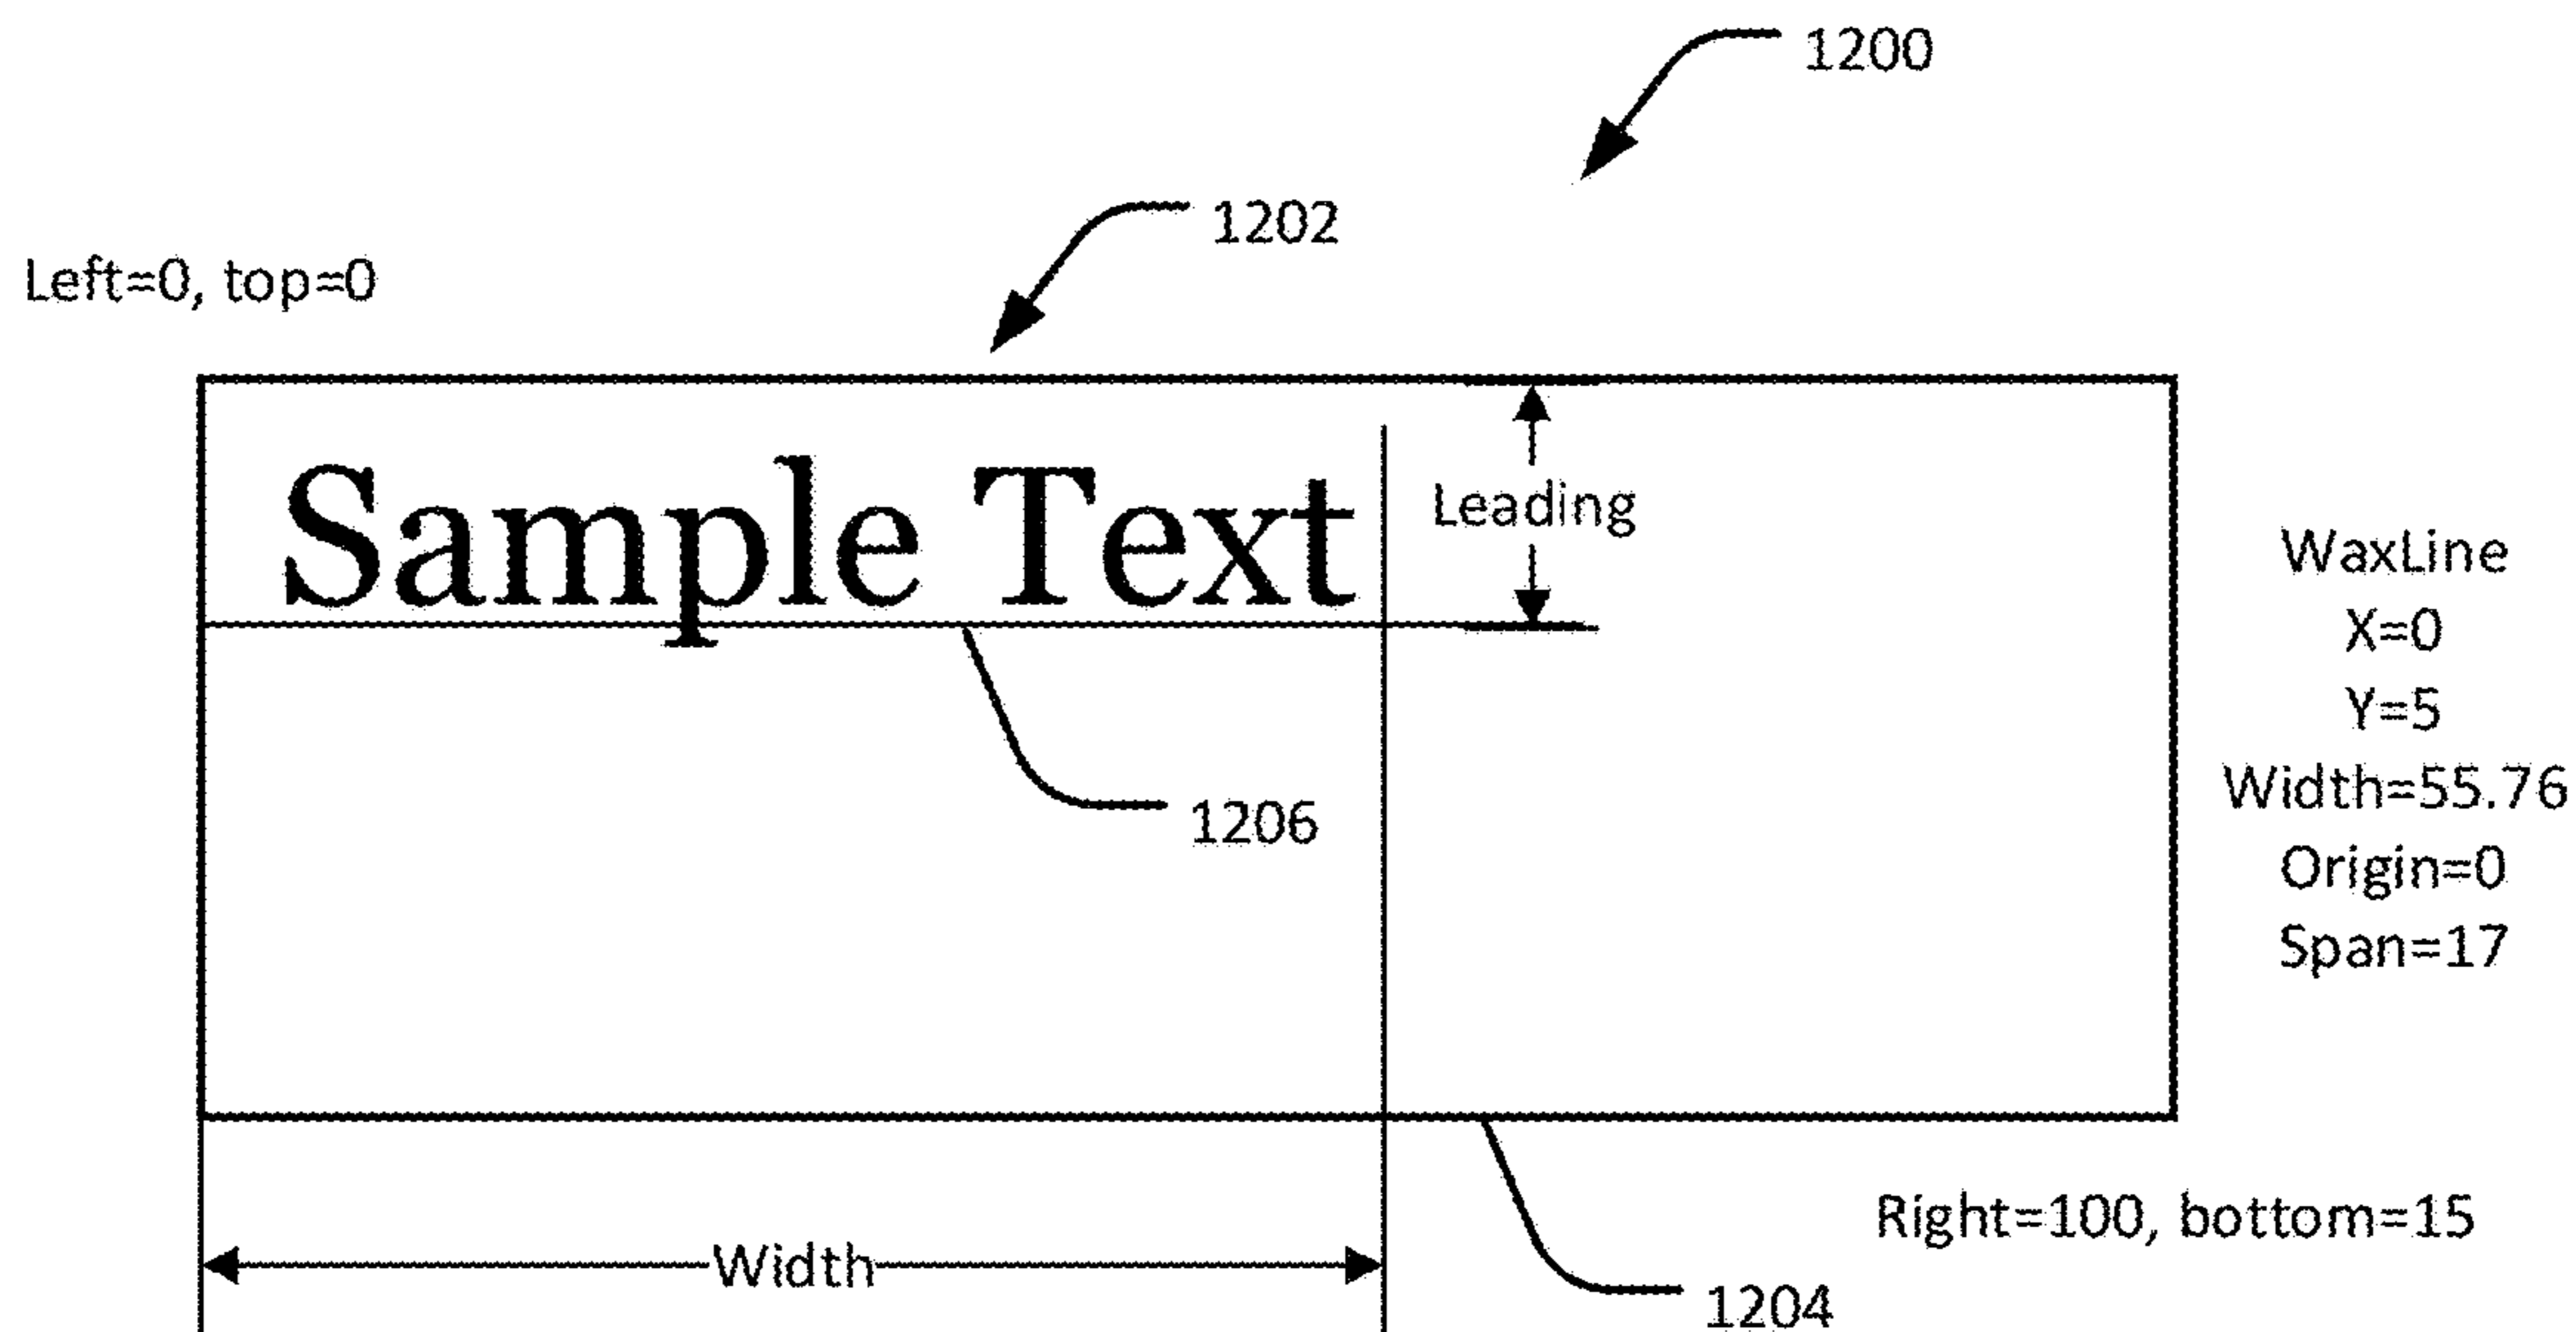 1200
1202
Left=0, top=0
Sample Text
Leading
WaxLine
X=0
Y=5
Width=55.76
Origin=0
Span=17
1206
Right=100, bottom=15
Width
1204